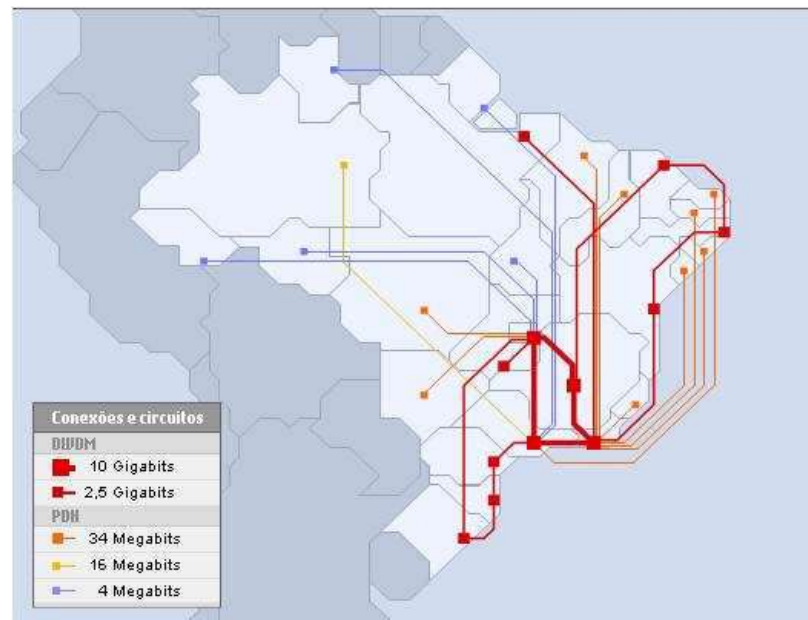 Conexões e circuitos
DWDM
10 Gigabits
2,5 Gigabits
PDH
34 Megabits
16 Megabits
4 Megabits